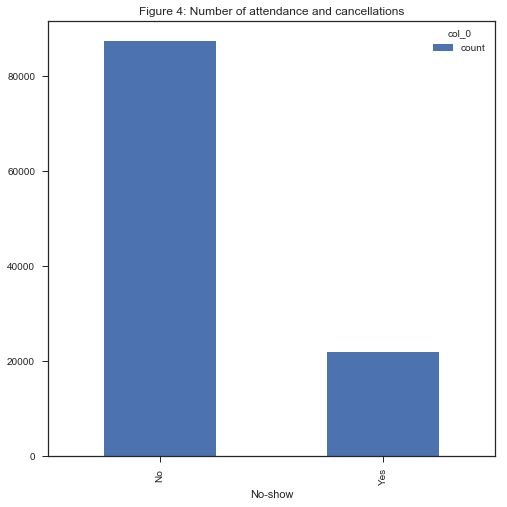 Figure 4: Number of attendance and cancellations
col_0
count
80000
60000
40000
20000
0
No
Yes
No-show